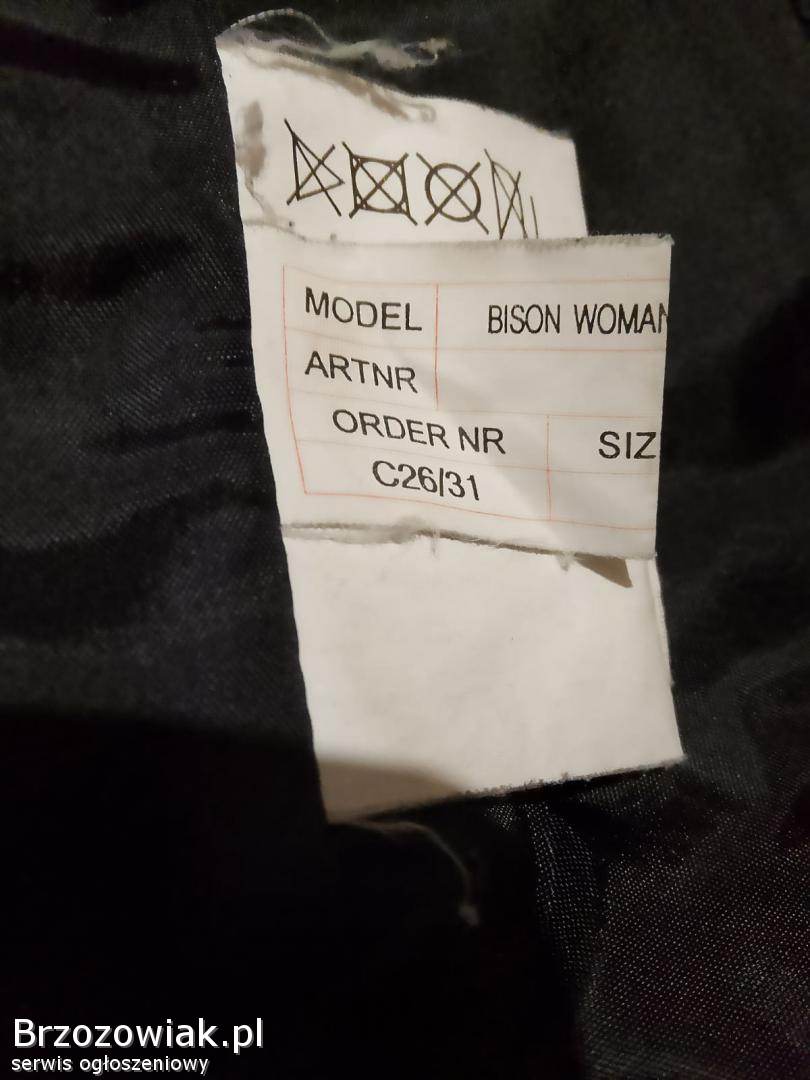 MODEL BISON WOMAN
ARTNR
ORDER NR SIZ
C26/31
Brzozowiak.pl
serwis ogłoszeniowy